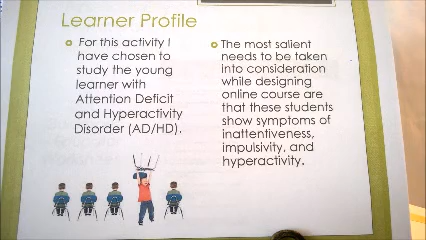 Learner Profile
For this activity I
have chosen to
study the young
learner with
Attention Deficit
and Hyperactivity
Disorder (AD/HD).
The most salient
needs to be taken
into consideration
while designing
online course are
that these students
show symptoms of
inattentiveness,
impulsivity, and
hyperactivity.